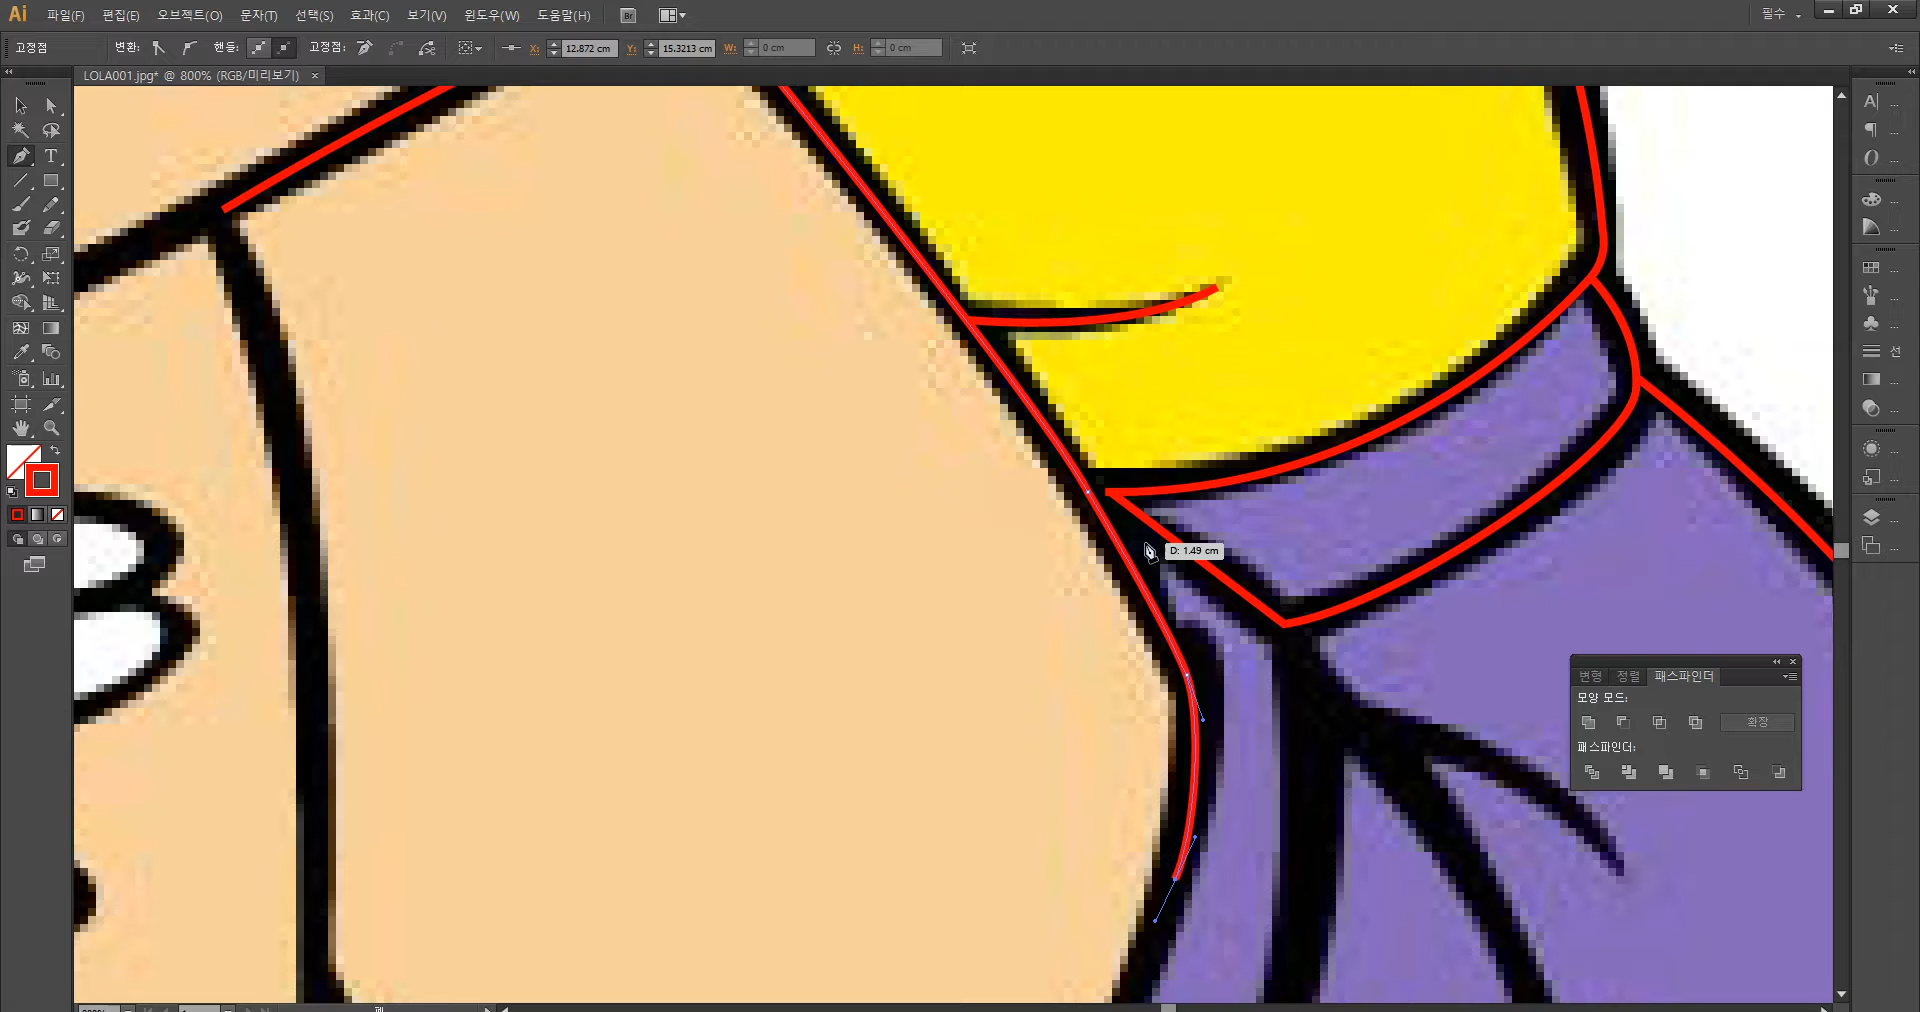 Ai 파일(F) 편집(E) 오브젝트(O) 문자(T) 선택(S) 효과(C) 보기(V) 윈도우(W) 도움말(H) Br 필수
고정점 변환: 핸들: 고정점: X: 12.872 cm Y: 15.3213 cm W: 0 cm H: 0 cm
LOLA001.jpg* @ 800% (RGB/미리보기) ×
선
D: 1.49 cm
변형 정렬 패스파인더
모양 모드:
확장
패스파인더: